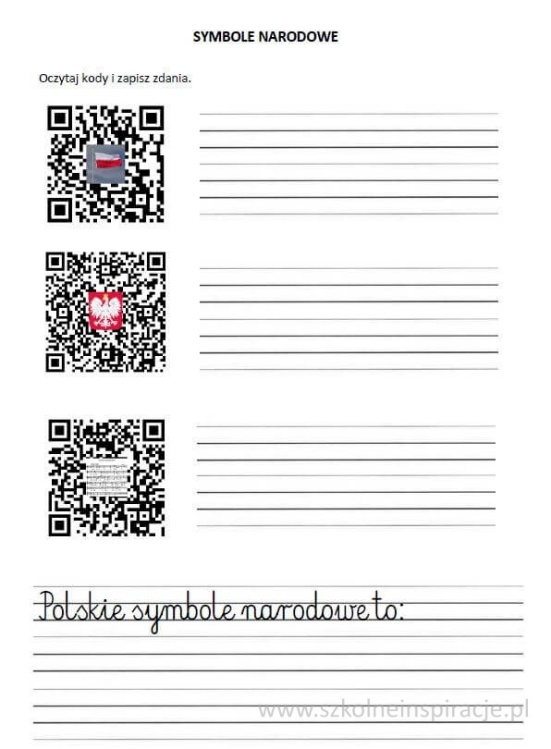 SYMBOLE NARODOWE
Oczytaj kody i zapisz zdania.
Polskie symbole narodowe to:
www.szkolneinspiracje.pl